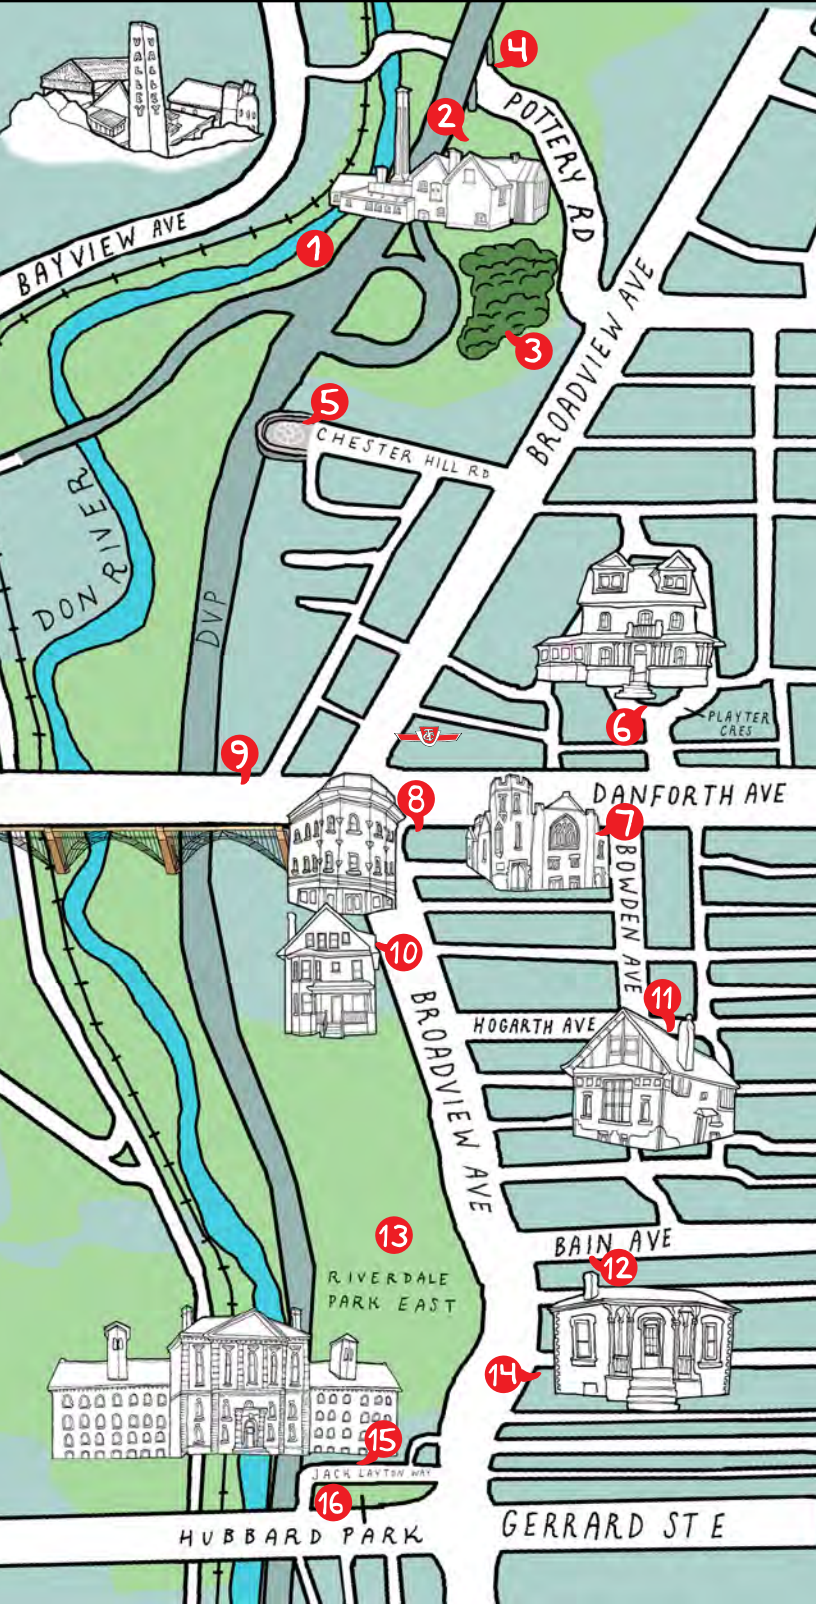 4
VALLEY
VALLEY
2
POTTERY RD
BAYVIEW AVE
1
3
BROADVIEW AVE
5
CHESTER HILL RD
DON RIVER
DVP
6
PLAYTER
CRES
TTC
9
8
DANFORTH AVE
7
BOWDEN AVE
10
11
BROADVIEW AVE
HOGARTH AVE
13
RIVERDALE
PARK EAST
BAIN AVE
12
14
15
JACK LAYTON WAY
16
HUBBARD PARK
GERRARD ST E